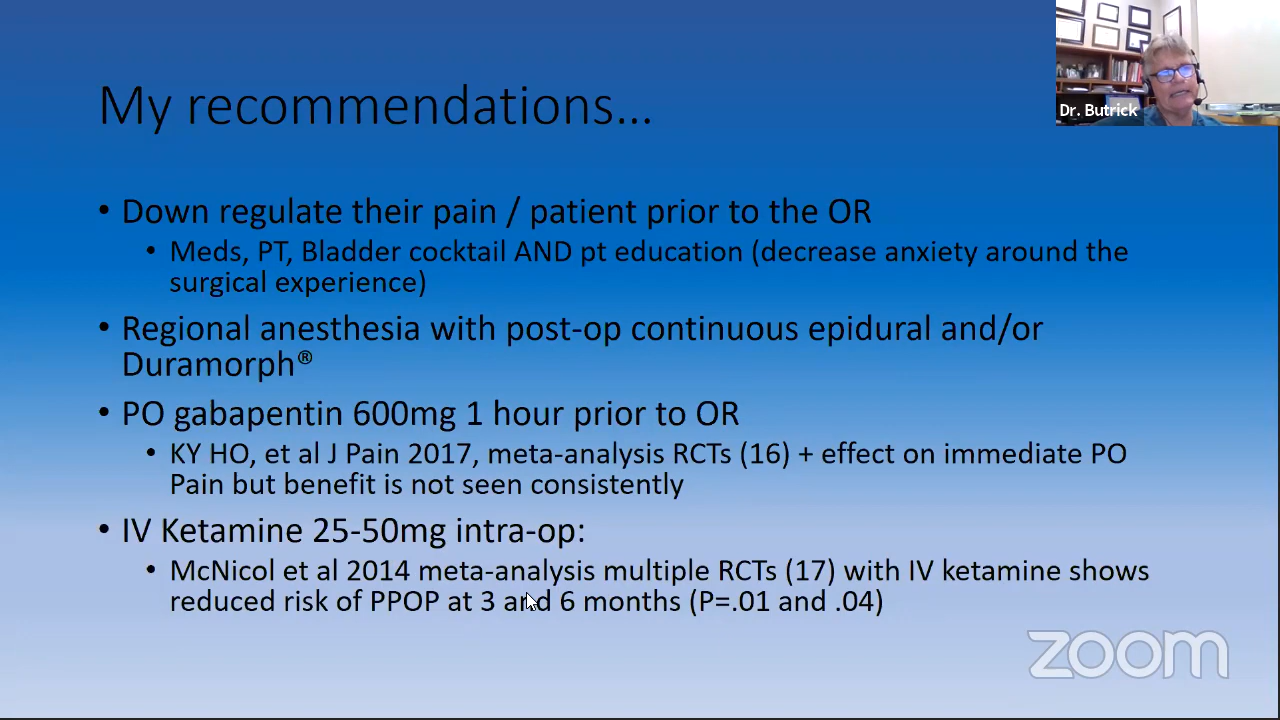 Dr. Butrick
My recommendations...
• Down regulate their pain / patient prior to the OR
• Meds, PT, Bladder cocktail AND pt education (decrease anxiety around the
surgical experience)
• Regional anesthesia with post-op continuous epidural and/or
Duramorph®
• PO gabapentin 600mg 1 hour prior to OR
• KY HO, et al J Pain 2017, meta-analysis RCTs (16) + effect on immediate PO
Pain but benefit is not seen consistently
• IV Ketamine 25-50mg intra-op:
• McNicol et al 2014 meta-analysis multiple RCTs (17) with IV ketamine shows
reduced risk of PPOP at 3 and 6 months (P=.01 and .04)
zoom